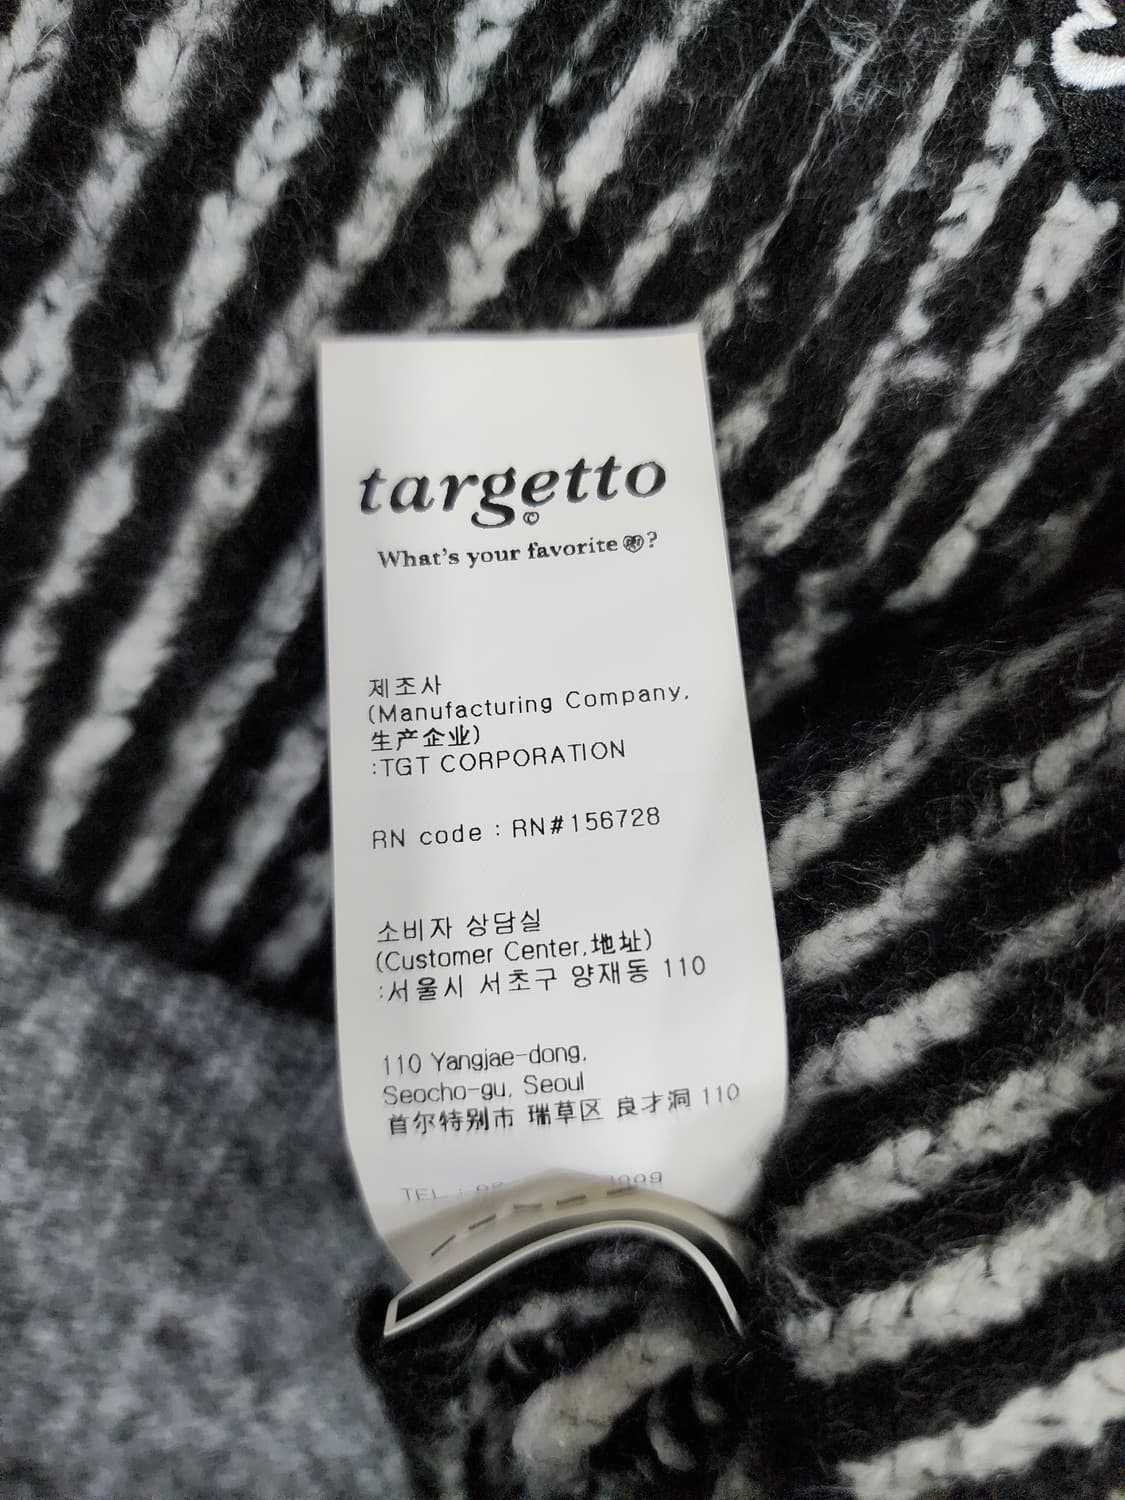 targetto
©
What's your favorite ?
제조사
(Manufacturing Company,
生产企业)
:TGT CORPORATION
RN code : RN#156728
소비자 상담실
(Customer Center,地址)
:서울시 서초구 양재동 110
110 Yangjae-dong,
Seocho-gu, Seoul
首尔特别市 瑞草区 良才洞 110
TEL :